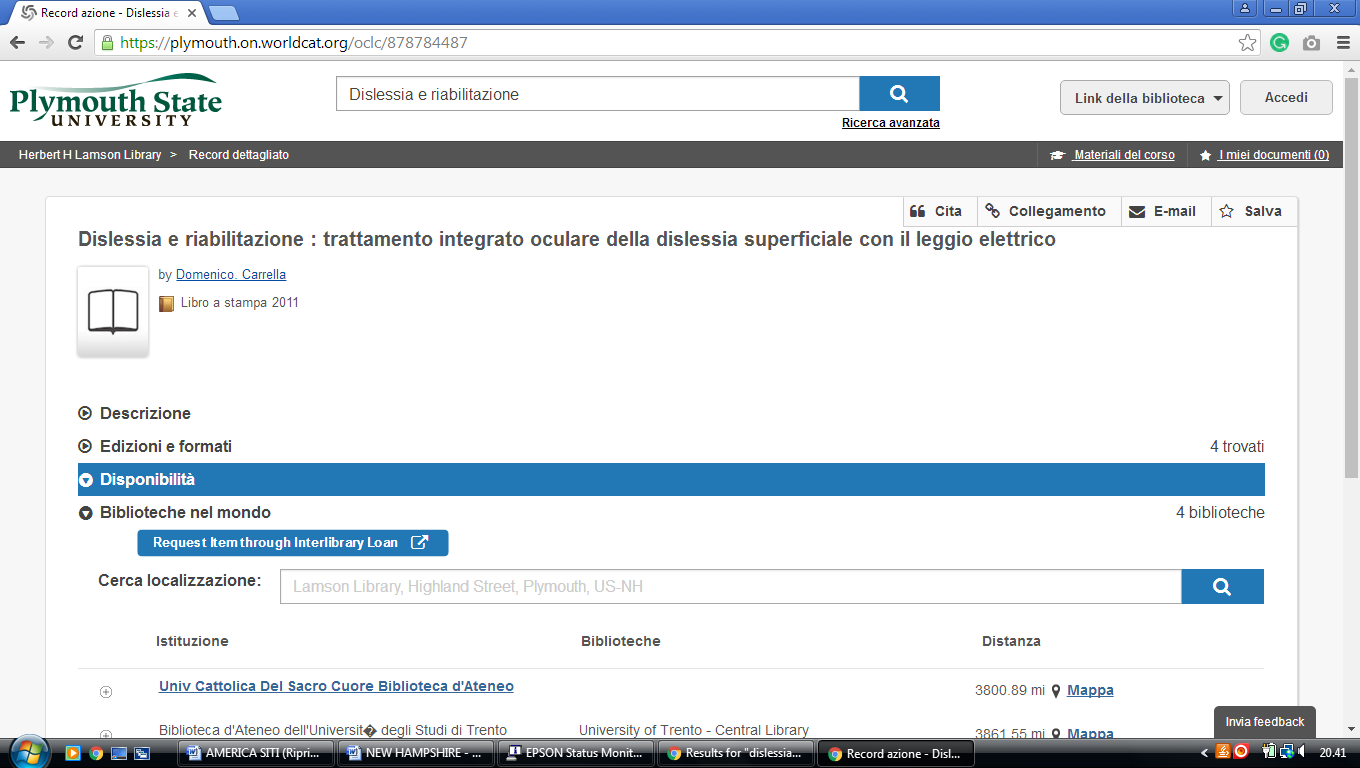 Record azione - Dislessia e
https://plymouth.on.worldcat.org/oclc/878784487
Plymouth State
UNIVERSITY
Dislessia e riabilitazione
Ricerca avanzata
Link della biblioteca
Accedi
Herbert H Lamson Library > Record dettagliato
Materiali del corso
I miei documenti (0)
Cita
Collegamento
E-mail
Salva
Dislessia e riabilitazione : trattamento integrato oculare della dislessia superficiale con il leggio elettrico
by Domenico. Carrella
Libro a stampa 2011
Descrizione
Edizioni e formati 4 trovati
Disponibilità
Biblioteche nel mondo 4 biblioteche
Request Item through Interlibrary Loan
Cerca localizzazione: Lamson Library, Highland Street, Plymouth, US-NH
Istituzione Biblioteche Distanza
Univ Cattolica Del Sacro Cuore Biblioteca d'Ateneo 3800.89 mi Mappa
Biblioteca d'Ateneo dell'Universit� degli Studi di Trento University of Trento - Central Library 3861.55 mi Mappa
Invia feedback
AMERICA SITI (Ripri...
NEW HAMPSHIRE - ...
EPSON Status Monit...
Results for "dislessia...
Record azione - Disl...
20.41